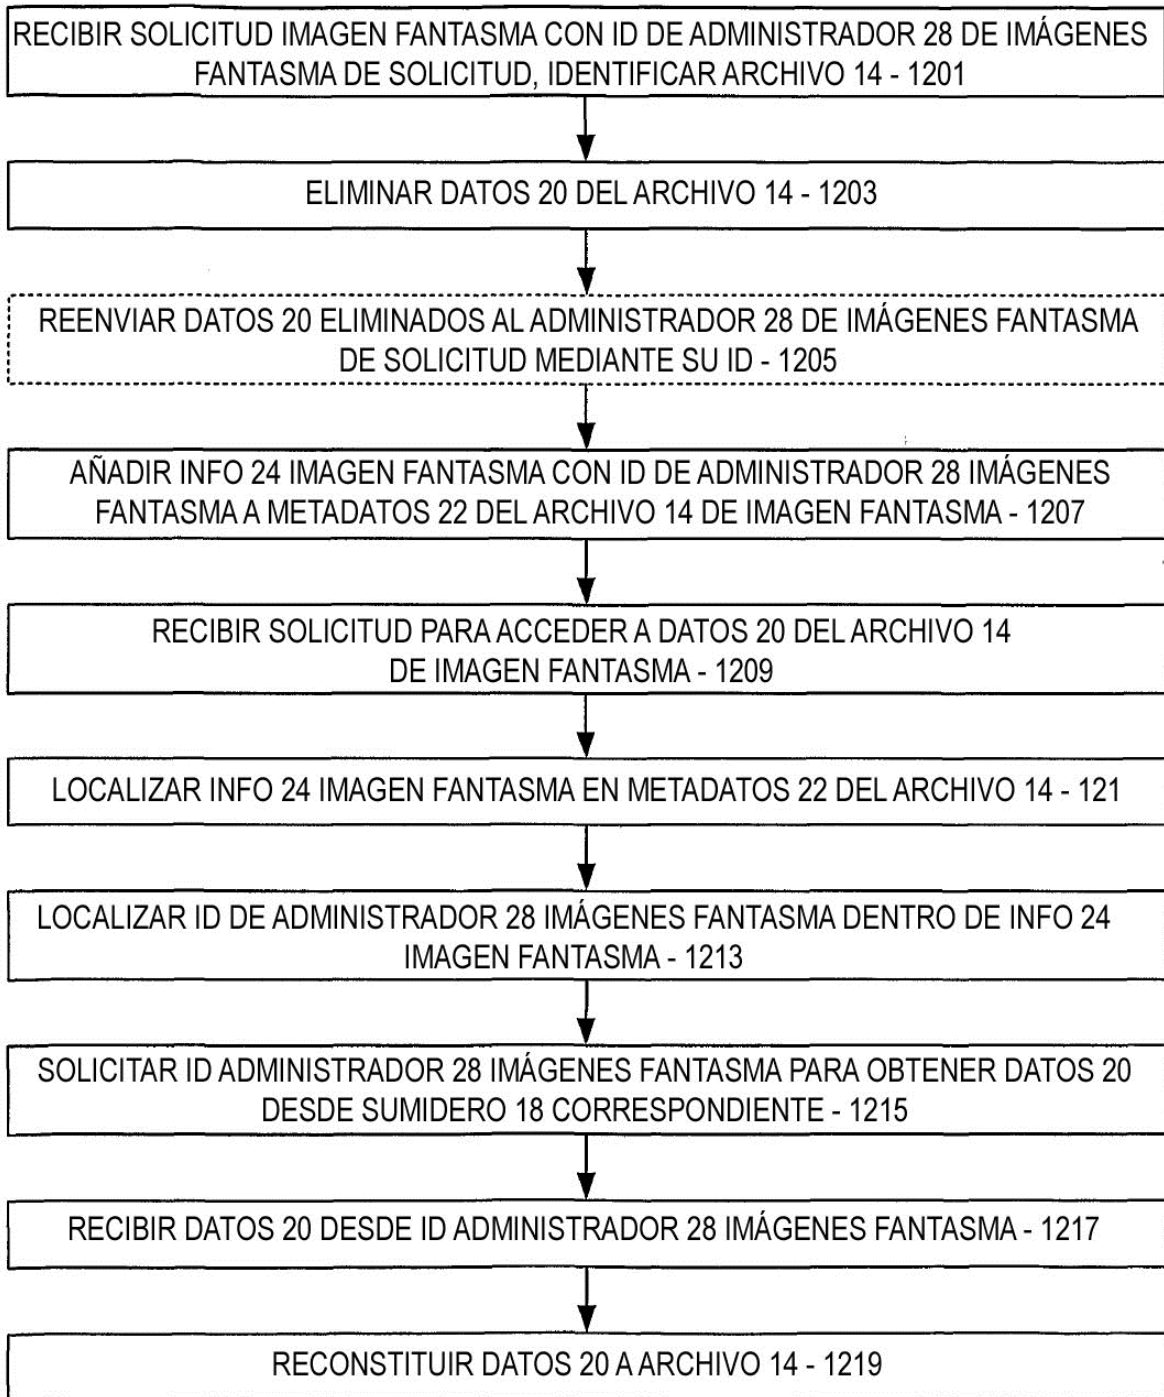 RECIBIR SOLICITUD IMAGEN FANTASMA CON ID DE ADMINISTRADOR 28 DE IMÁGENES
FANTASMA DE SOLICITUD, IDENTIFICAR ARCHIVO 14 - 1201
ELIMINAR DATOS 20 DEL ARCHIVO 14 - 1203
REENVIAR DATOS 20 ELIMINADOS AL ADMINISTRADOR 28 DE IMÁGENES FANTASMA
DE SOLICITUD MEDIANTE SU ID - 1205
AÑADIR INFO 24 IMAGEN FANTASMA CON ID DE ADMINISTRADOR 28 IMÁGENES
FANTASMA A METADATOS 22 DEL ARCHIVO 14 DE IMAGEN FANTASMA - 1207
RECIBIR SOLICITUD PARA ACCEDER A DATOS 20 DEL ARCHIVO 14
DE IMAGEN FANTASMA - 1209
LOCALIZAR INFO 24 IMAGEN FANTASMA EN METADATOS 22 DEL ARCHIVO 14 - 121
LOCALIZAR ID DE ADMINISTRADOR 28 IMÁGENES FANTASMA DENTRO DE INFO 24
IMAGEN FANTASMA - 1213
SOLICITAR ID ADMINISTRADOR 28 IMÁGENES FANTASMA PARA OBTENER DATOS 20
DESDE SUMIDERO 18 CORRESPONDIENTE - 1215
RECIBIR DATOS 20 DESDE ID ADMINISTRADOR 28 IMÁGENES FANTASMA - 1217
RECONSTITUIR DATOS 20 A ARCHIVO 14 - 1219